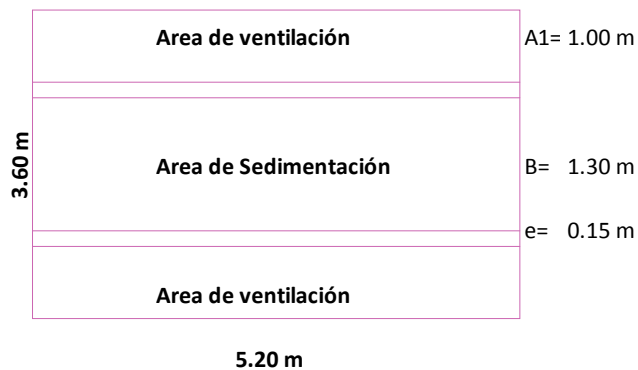 Area de ventilación
A1= 1.00 m
3.60 m
Area de Sedimentación
B= 1.30 m
e= 0.15 m
Area de ventilación
5.20 m